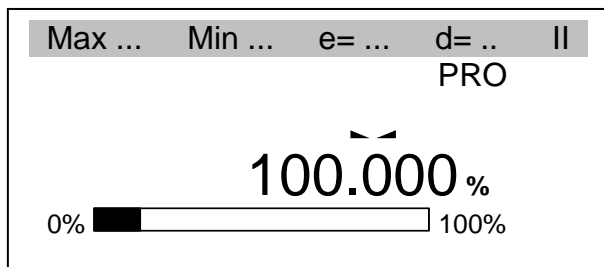 Max ... Min ... e= ... d= .. II
PRO
100.000 %
0% 100%